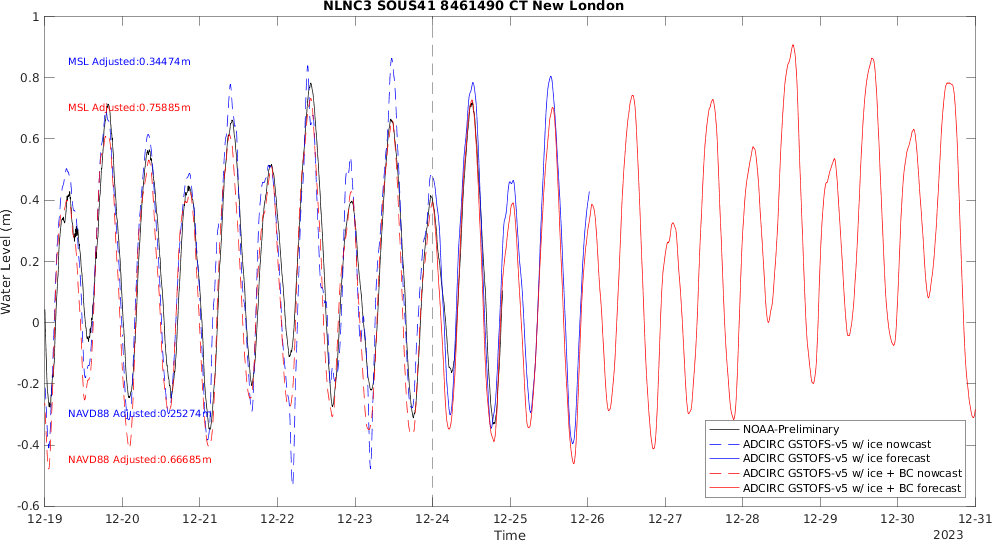 NLNC3 SOUS41 8461490 CT New London
1
0.8
0.6
0.4
0.2
0
-0.2
-0.4
-0.6
Water Level (m)
MSL Adjusted:0.34474m
MSL Adjusted:0.75885m
NAVD88 Adjusted:0.25274m
NAVD88 Adjusted:0.66685m
NOAA-Preliminary
ADCIRC GSTOFS-v5 w/ ice nowcast
ADCIRC GSTOFS-v5 w/ ice forecast
ADCIRC GSTOFS-v5 w/ ice + BC nowcast
ADCIRC GSTOFS-v5 w/ ice + BC forecast
12-19 12-20 12-21 12-22 12-23 12-24 12-25 12-26 12-27 12-28 12-29 12-30 12-31
Time
2023